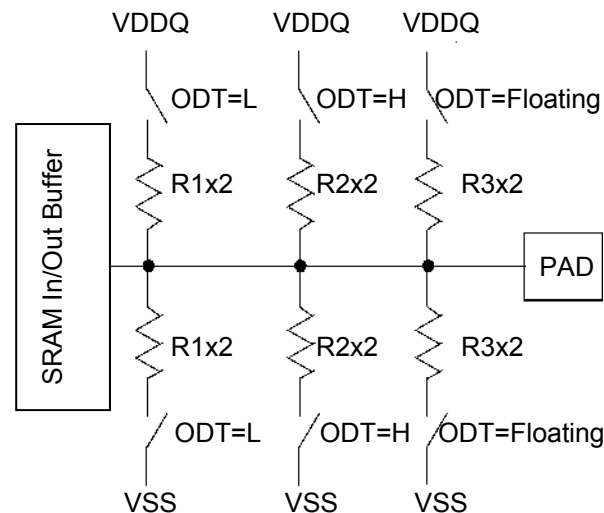 VDDQ VDDQ VDDQ
ODT=L ODT=H ODT=Floating
R1x2 R2x2 R3x2
SRAM In/Out Buffer
PAD
R1x2 R2x2 R3x2
ODT=L ODT=H ODT=Floating
VSS VSS VSS